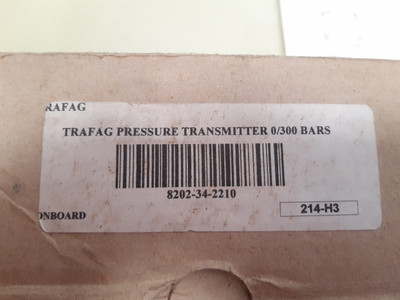 RAFAG
TRAFAG PRESSURE TRANSMITTER 0/300 BARS
8202-34-2210
ONBOARD
214-H3